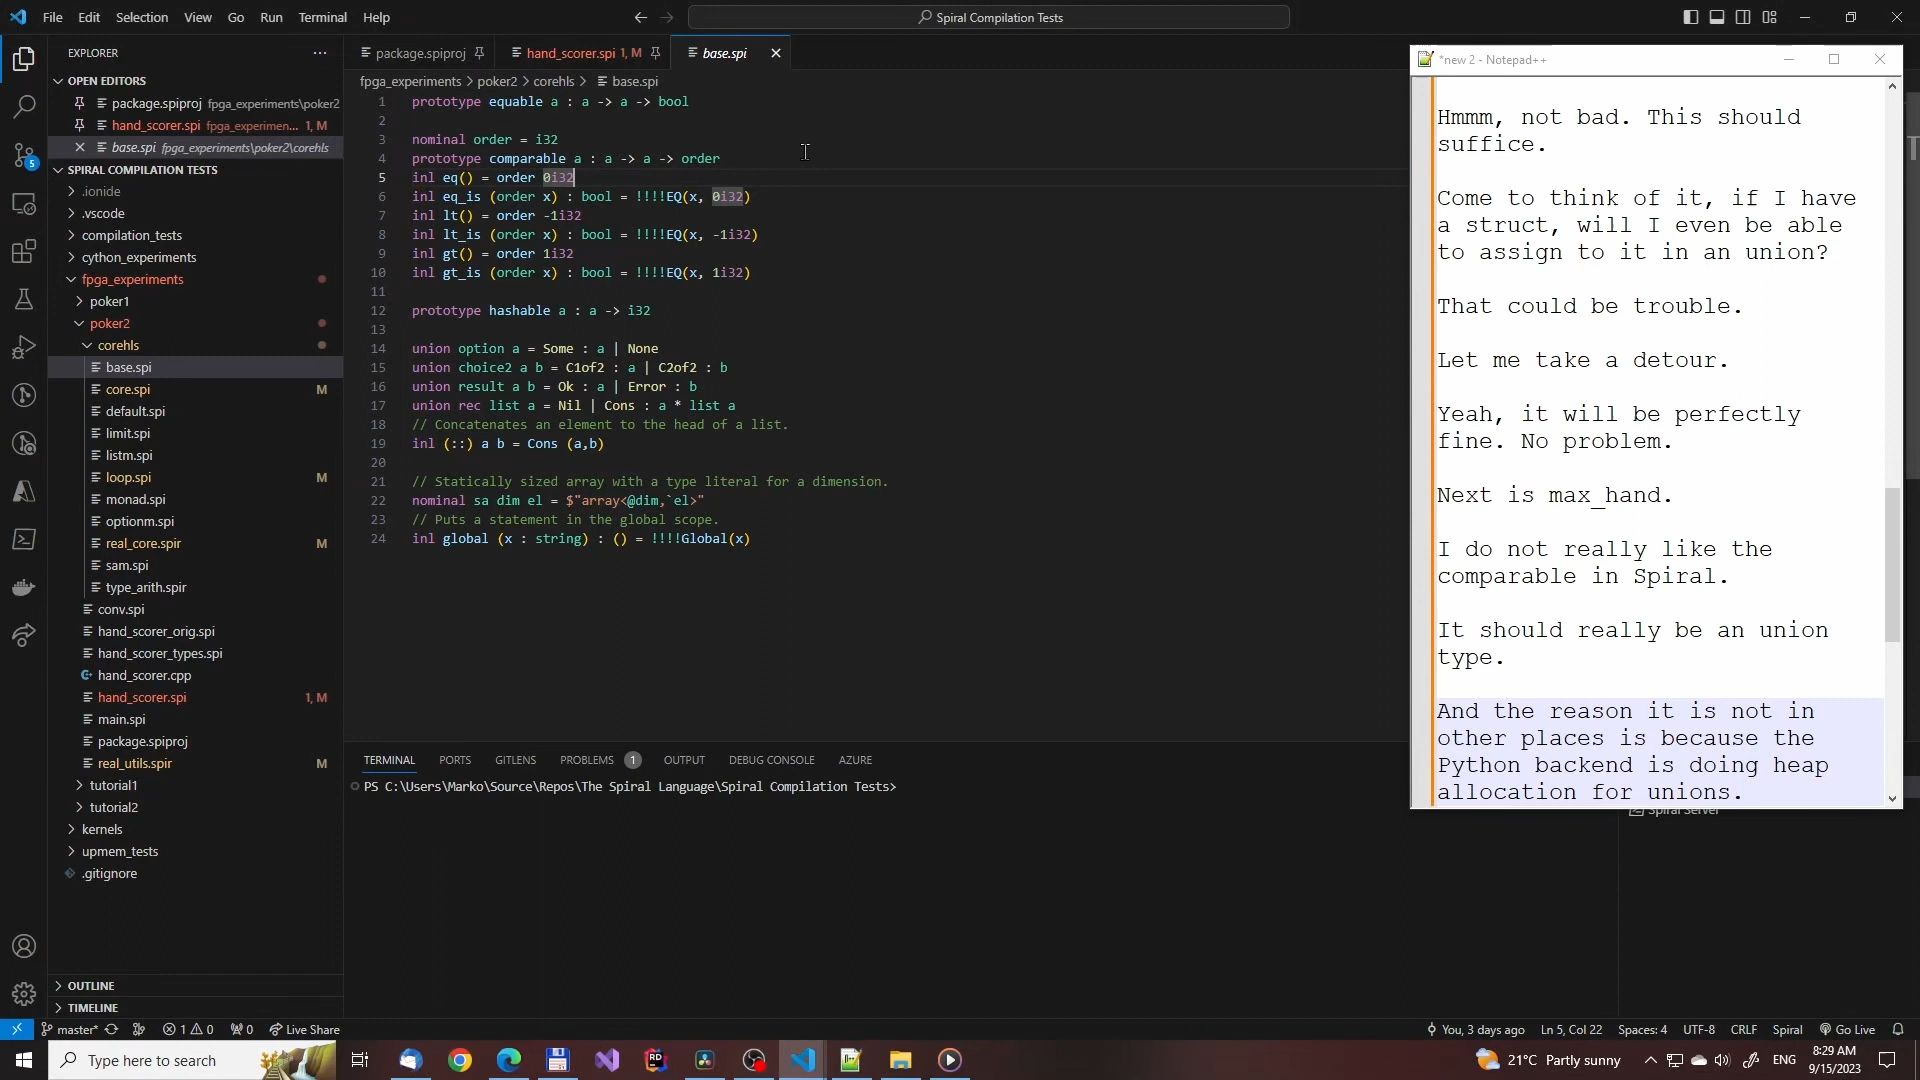 File Edit Selection View Go Run Terminal Help
Spiral Compilation Tests
EXPLORER
package.spiproj
hand_scorer.spi 1, M
base.spi
*new 2 - Notepad++
OPEN EDITORS
package.spiproj fpga_experiments\poker2
hand_scorer.spi fpga_experimen... 1, M
base.spi fpga_experiments\poker2\corehls
SPIRAL COMPILATION TESTS
.ionide
.vscode
compilation_tests
cython_experiments
fpga_experiments
poker1
poker2
corehls
base.spi
core.spi M
default.spi
limit.spi
listm.spi
loop.spi M
monad.spi
optionm.spi
real_core.spir M
sam.spi
type_arith.spir
conv.spi
hand_scorer_orig.spi
hand_scorer_types.spi
hand_scorer.cpp
hand_scorer.spi 1, M
main.spi
package.spiproj
real_utils.spir M
tutorial1
tutorial2
kernels
upmem_tests
.gitignore
OUTLINE
TIMELINE
5
fpga_experiments > poker2 > corehls > base.spi
1 prototype equable a : a -> a -> bool
2
3 nominal order = i32
4 prototype comparable a : a -> a -> order
5 inl eq() = order 0i32
6 inl eq_is (order x) : bool = !!!!EQ(x, 0i32)
7 inl lt() = order -1i32
8 inl lt_is (order x) : bool = !!!!EQ(x, -1i32)
9 inl gt() = order 1i32
10 inl gt_is (order x) : bool = !!!!EQ(x, 1i32)
11
12 prototype hashable a : a -> i32
13
14 union option a = Some : a | None
15 union choice2 a b = C1of2 : a | C2of2 : b
16 union result a b = Ok : a | Error : b
17 union rec list a = Nil | Cons : a * list a
18 // Concatenates an element to the head of a list.
19 inl (::) a b = Cons (a,b)
20
21 // Statically sized array with a type literal for a dimension.
22 nominal sa dim el = $"array<@dim,`el>"
23 // Puts a statement in the global scope.
24 inl global (x : string) : () = !!!!Global(x)
Hmmm, not bad. This should
suffice.
Come to think of it, if I have
a struct, will I even be able
to assign to it in an union?
That could be trouble.
Let me take a detour.
Yeah, it will be perfectly
fine. No problem.
Next is max_hand.
I do not really like the
comparable in Spiral.
It should really be an union
type.
And the reason it is not in
other places is because the
Python backend is doing heap
allocation for unions.
Spiral Server
TERMINAL PORTS GITLENS PROBLEMS 1 OUTPUT DEBUG CONSOLE AZURE
PS C:\Users\Marko\Source\Repos\The Spiral Language\Spiral Compilation Tests>
master* 1 0 0 Live Share
You, 3 days ago Ln 5, Col 22 Spaces: 4 UTF-8 CRLF Spiral Go Live
Type here to search
21°C Partly sunny ENG
8:29 AM
9/15/2023